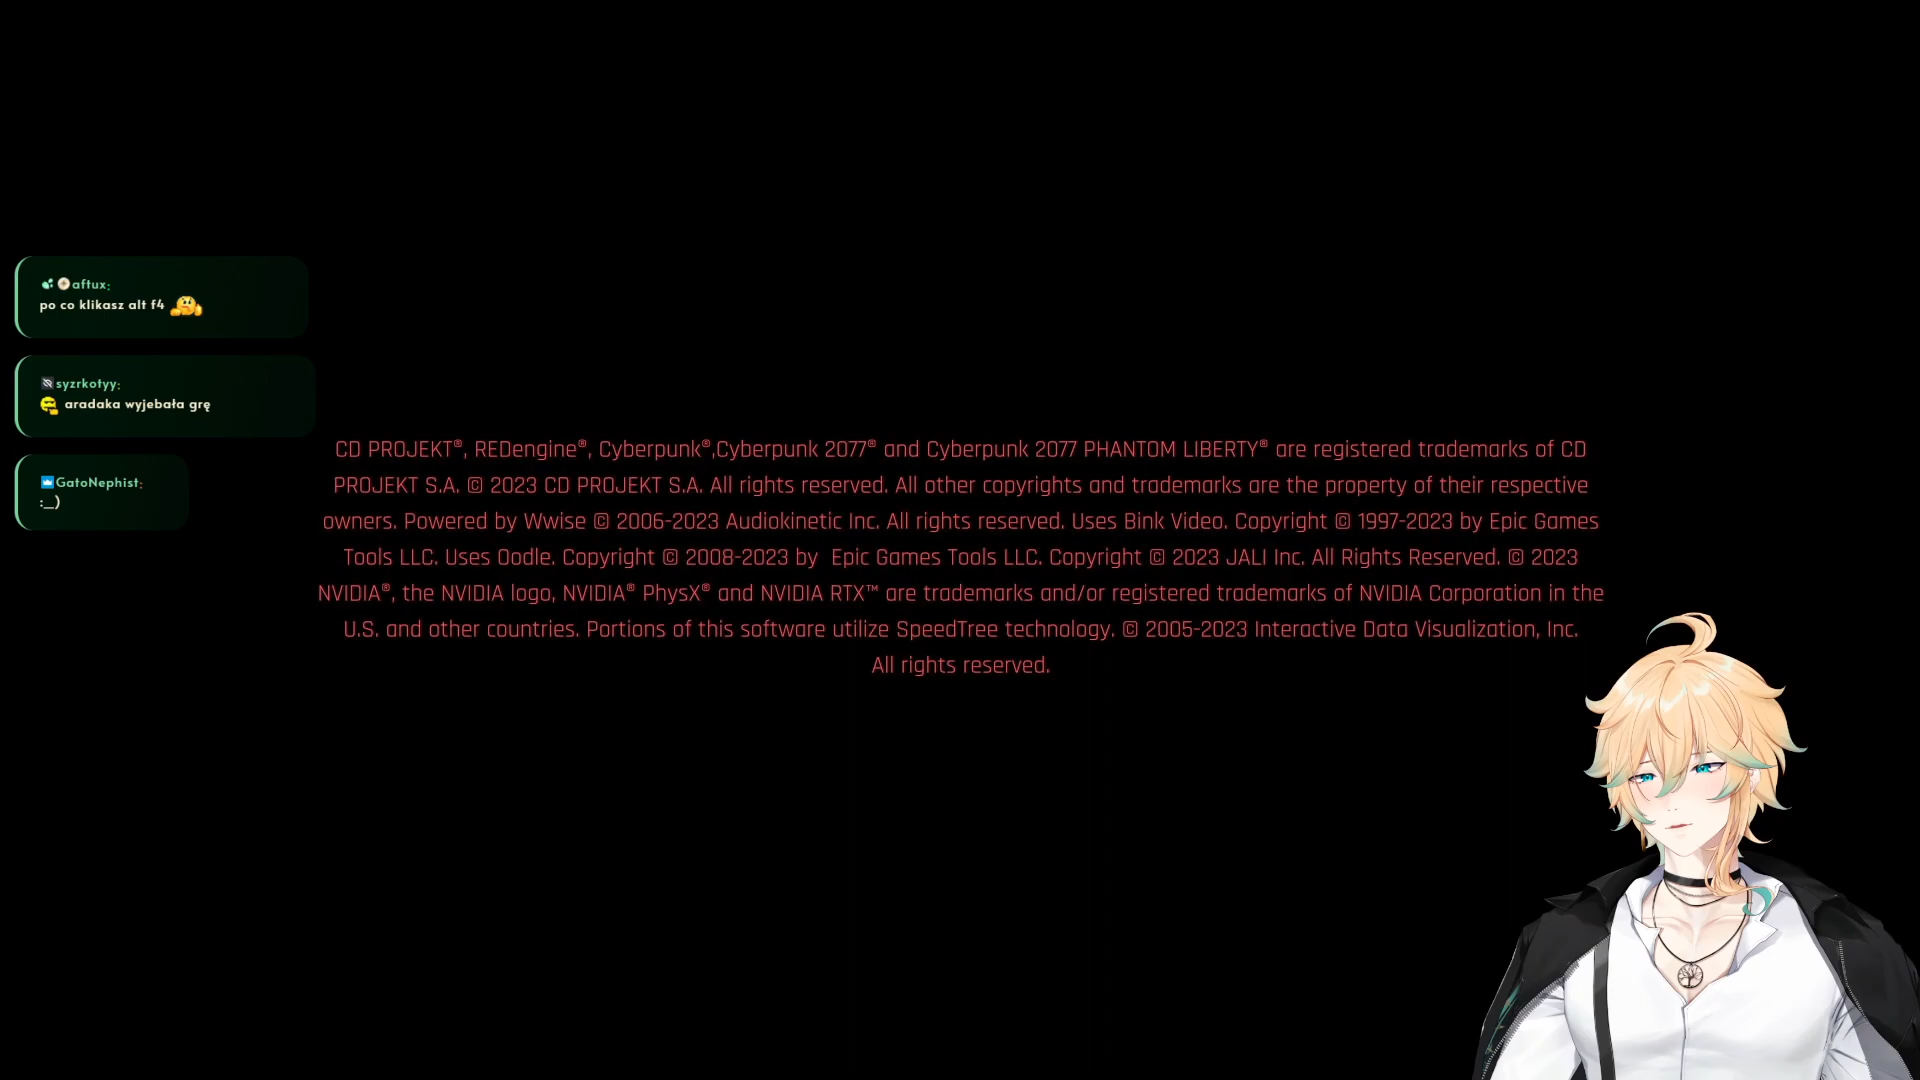 aftux:
po co klikasz alt f4
syzrkotyy:
aradaka wyjebała grę
GatoNephist:
:_)
CD PROJEKT®, REDengine®, Cyberpunk®,Cyberpunk 2077® and Cyberpunk 2077 PHANTOM LIBERTY® are registered trademarks of CD
PROJEKT S.A. © 2023 CD PROJEKT S.A. All rights reserved. All other copyrights and trademarks are the property of their respective
owners. Powered by Wwise © 2006-2023 Audiokinetic Inc. All rights reserved. Uses Bink Video. Copyright © 1997-2023 by Epic Games
Tools LLC. Uses Oodle. Copyright © 2008-2023 by  Epic Games Tools LLC. Copyright © 2023 JALI Inc. All Rights Reserved. © 2023
NVIDIA®, the NVIDIA logo, NVIDIA® PhysX® and NVIDIA RTX™ are trademarks and/or registered trademarks of NVIDIA Corporation in the
U.S. and other countries. Portions of this software utilize SpeedTree technology. © 2005-2023 Interactive Data Visualization, Inc.
All rights reserved.